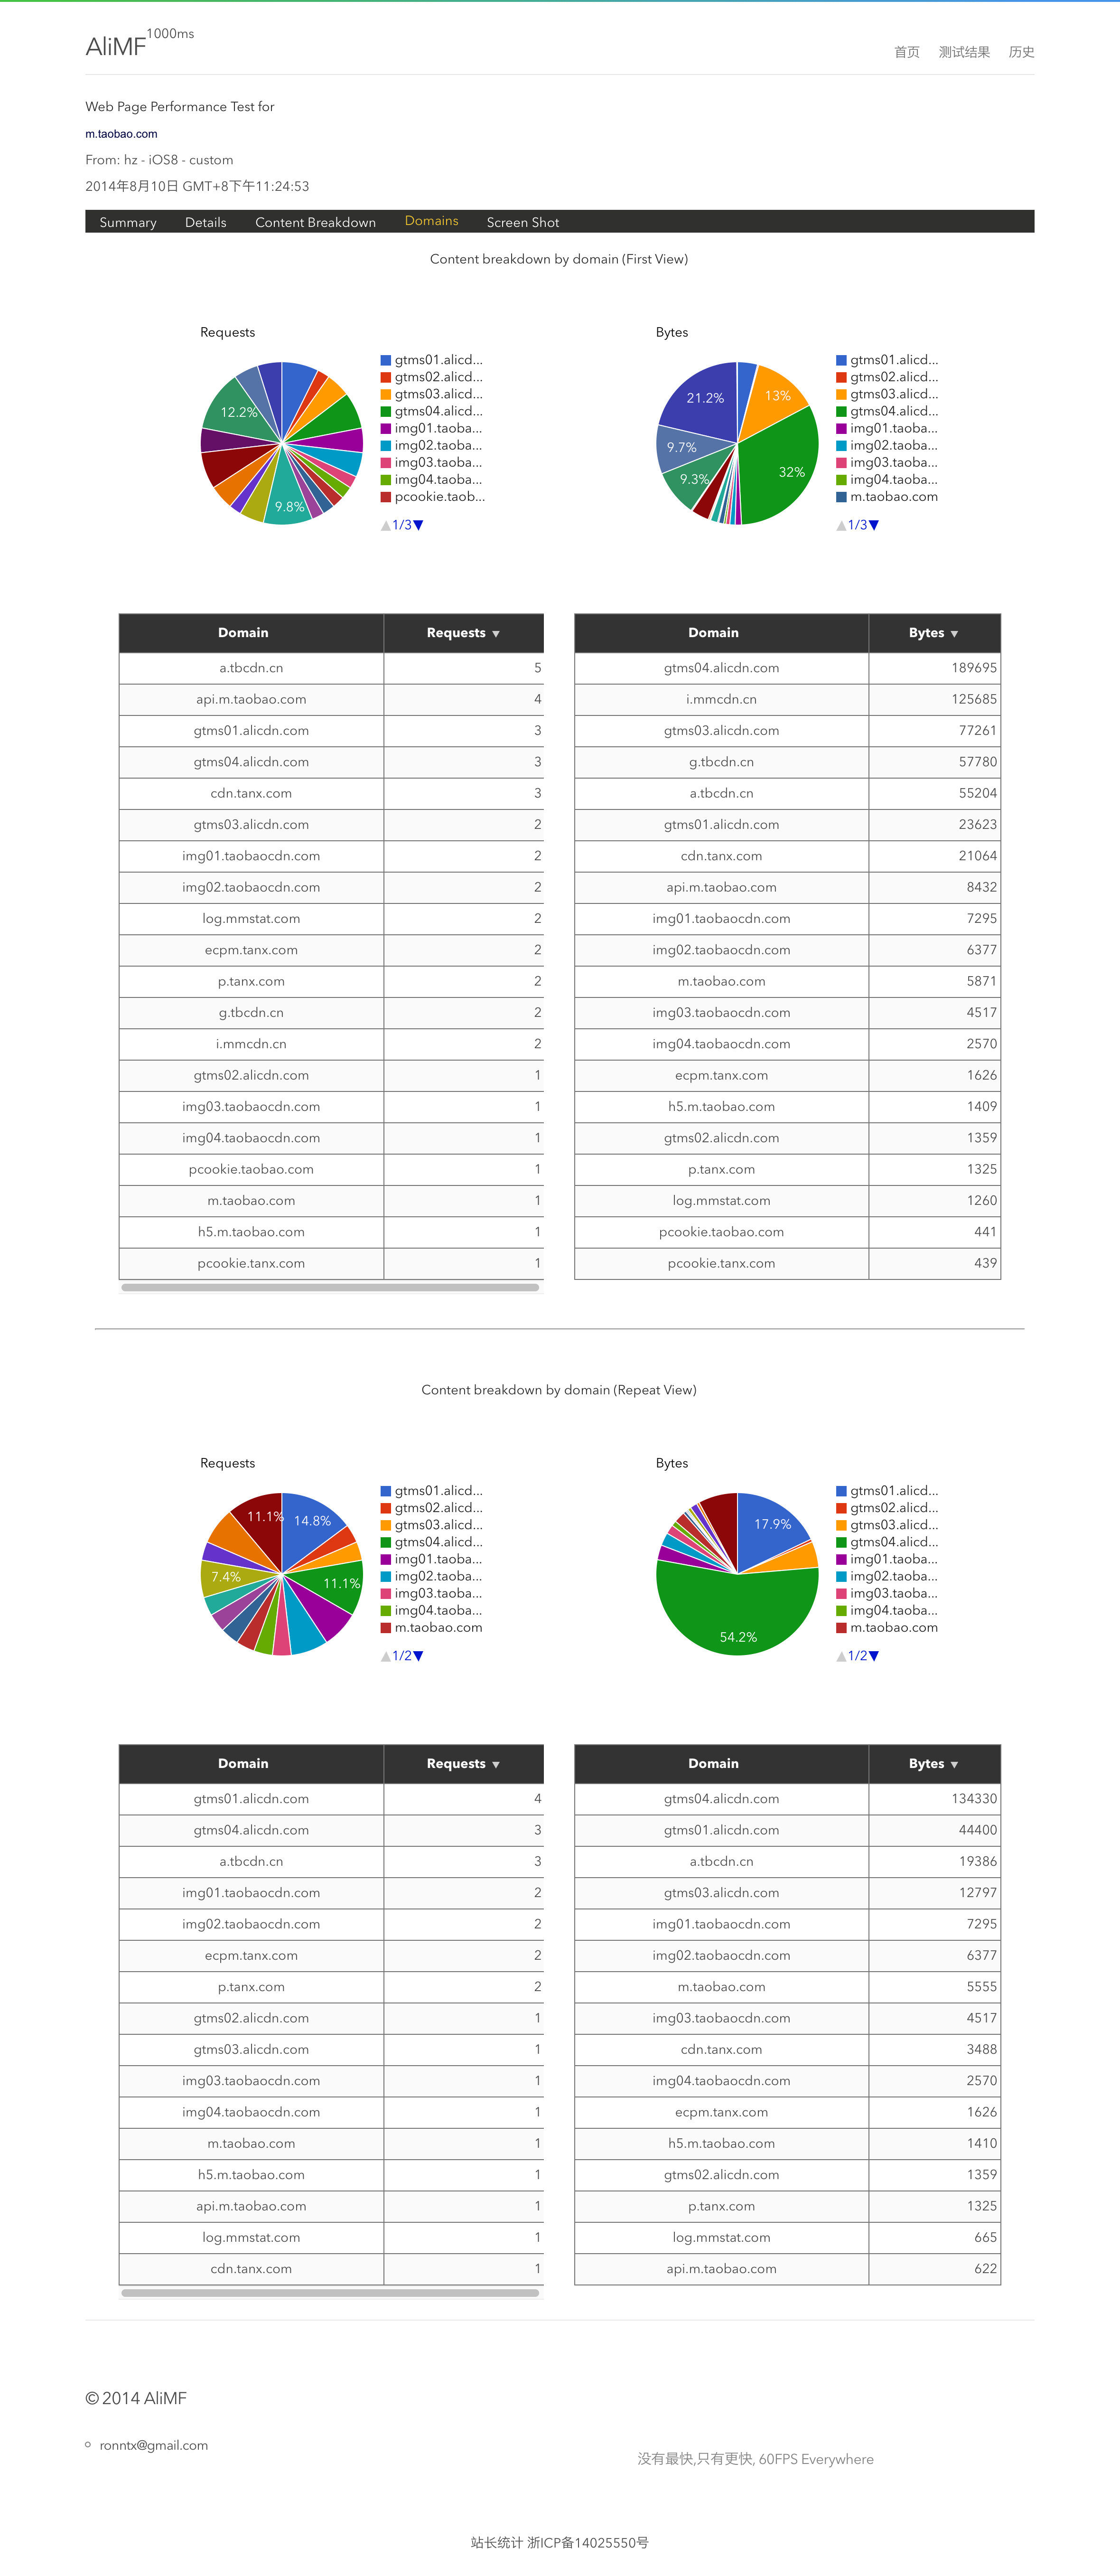 AliMF1000ms
首页 测试结果 历史
Web Page Performance Test for
m.taobao.com
From: hz - iOS8 - custom
2014年8月10日 GMT+8下午11:24:53
Summary Details Content Breakdown Domains Screen Shot
Content breakdown by domain (First View)
Requests
12.2%
9.8%
gtms01.alicd...
gtms02.alicd...
gtms03.alicd...
gtms04.alicd...
img01.taoba...
img02.taoba...
img03.taoba...
img04.taoba...
pcookie.taob...
▲1/3▼
Bytes
21.2%
13%
9.7%
9.3%
32%
gtms01.alicd...
gtms02.alicd...
gtms03.alicd...
gtms04.alicd...
img01.taoba...
img02.taoba...
img03.taoba...
img04.taoba...
m.taobao.com
▲1/3▼
Domain Requests ▼
a.tbcdn.cn 5
api.m.taobao.com 4
gtms01.alicdn.com 3
gtms04.alicdn.com 3
cdn.tanx.com 3
gtms03.alicdn.com 2
img01.taobaocdn.com 2
img02.taobaocdn.com 2
log.mmstat.com 2
ecpm.tanx.com 2
p.tanx.com 2
g.tbcdn.cn 2
i.mmcdn.cn 2
gtms02.alicdn.com 1
img03.taobaocdn.com 1
img04.taobaocdn.com 1
pcookie.taobao.com 1
m.taobao.com 1
h5.m.taobao.com 1
pcookie.tanx.com 1
Domain Bytes ▼
gtms04.alicdn.com 189695
i.mmcdn.cn 125685
gtms03.alicdn.com 77261
g.tbcdn.cn 57780
a.tbcdn.cn 55204
gtms01.alicdn.com 23623
cdn.tanx.com 21064
api.m.taobao.com 8432
img01.taobaocdn.com 7295
img02.taobaocdn.com 6377
m.taobao.com 5871
img03.taobaocdn.com 4517
img04.taobaocdn.com 2570
ecpm.tanx.com 1626
h5.m.taobao.com 1409
gtms02.alicdn.com 1359
p.tanx.com 1325
log.mmstat.com 1260
pcookie.taobao.com 441
pcookie.tanx.com 439
Content breakdown by domain (Repeat View)
Requests
11.1%
14.8%
7.4%
11.1%
gtms01.alicd...
gtms02.alicd...
gtms03.alicd...
gtms04.alicd...
img01.taoba...
img02.taoba...
img03.taoba...
img04.taoba...
m.taobao.com
▲1/2▼
Bytes
17.9%
54.2%
gtms01.alicd...
gtms02.alicd...
gtms03.alicd...
gtms04.alicd...
img01.taoba...
img02.taoba...
img03.taoba...
img04.taoba...
m.taobao.com
▲1/2▼
Domain Requests ▼
gtms01.alicdn.com 4
gtms04.alicdn.com 3
a.tbcdn.cn 3
img01.taobaocdn.com 2
img02.taobaocdn.com 2
ecpm.tanx.com 2
p.tanx.com 2
gtms02.alicdn.com 1
gtms03.alicdn.com 1
img03.taobaocdn.com 1
img04.taobaocdn.com 1
m.taobao.com 1
h5.m.taobao.com 1
api.m.taobao.com 1
log.mmstat.com 1
cdn.tanx.com 1
Domain Bytes ▼
gtms04.alicdn.com 134330
gtms01.alicdn.com 44400
a.tbcdn.cn 19386
gtms03.alicdn.com 12797
img01.taobaocdn.com 7295
img02.taobaocdn.com 6377
m.taobao.com 5555
img03.taobaocdn.com 4517
cdn.tanx.com 3488
img04.taobaocdn.com 2570
ecpm.tanx.com 1626
h5.m.taobao.com 1410
gtms02.alicdn.com 1359
p.tanx.com 1325
log.mmstat.com 665
api.m.taobao.com 622
© 2014 AliMF
ronntx@gmail.com
没有最快,只有更快, 60FPS Everywhere
站长统计 浙ICP备14025550号